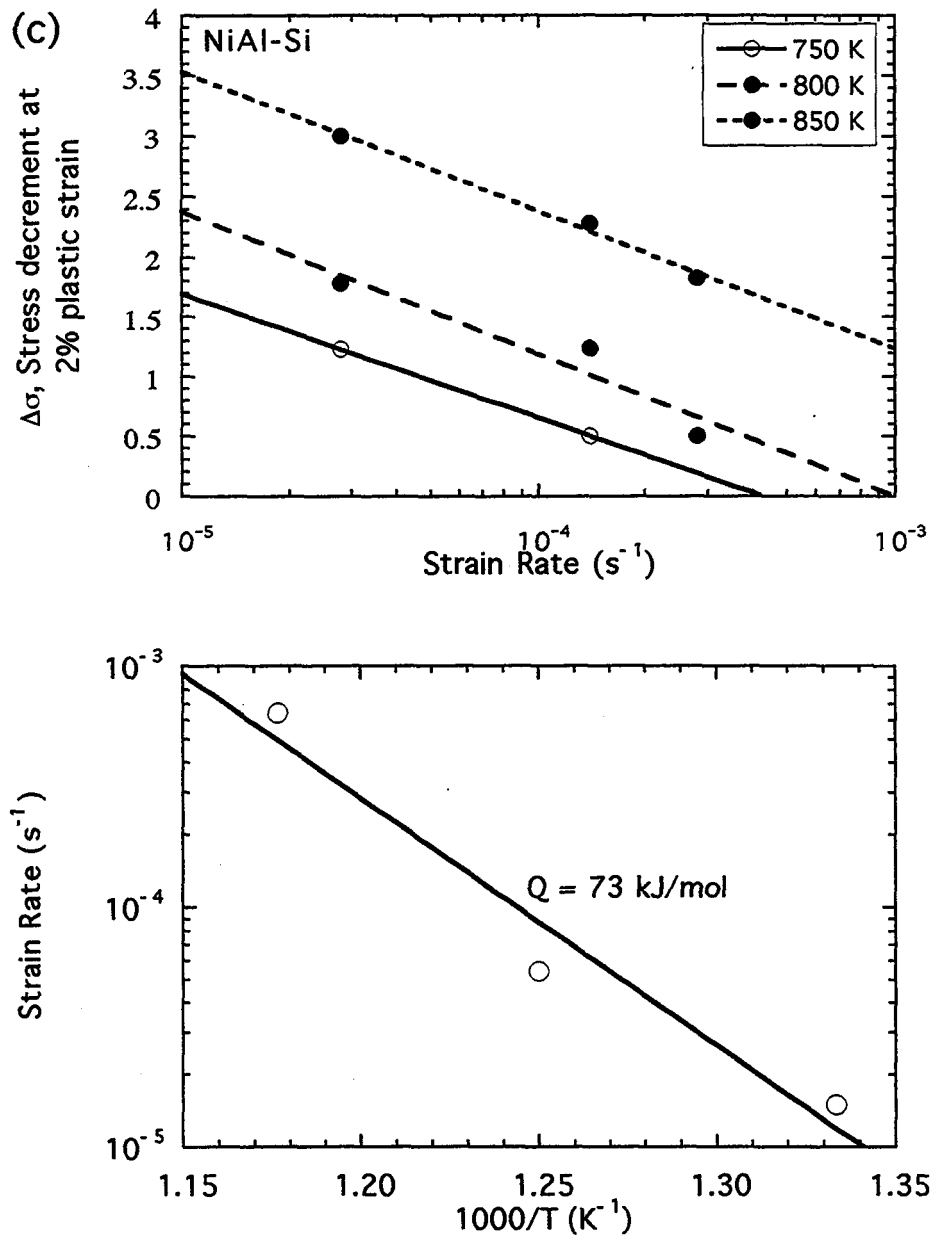 (c)
NiAl-Si
750 K
800 K
850 K
4
3.5
3
2.5
2
1.5
1
0.5
0
Δσ, Stress decrement at
2% plastic strain
10⁻⁵
10⁻⁴
10⁻³
Strain Rate (s⁻¹)
10⁻³
10⁻⁴
10⁻⁵
Strain Rate (s⁻¹)
Q = 73 kJ/mol
1.15
1.20
1.25
1.30
1.35
1000/T (K⁻¹)